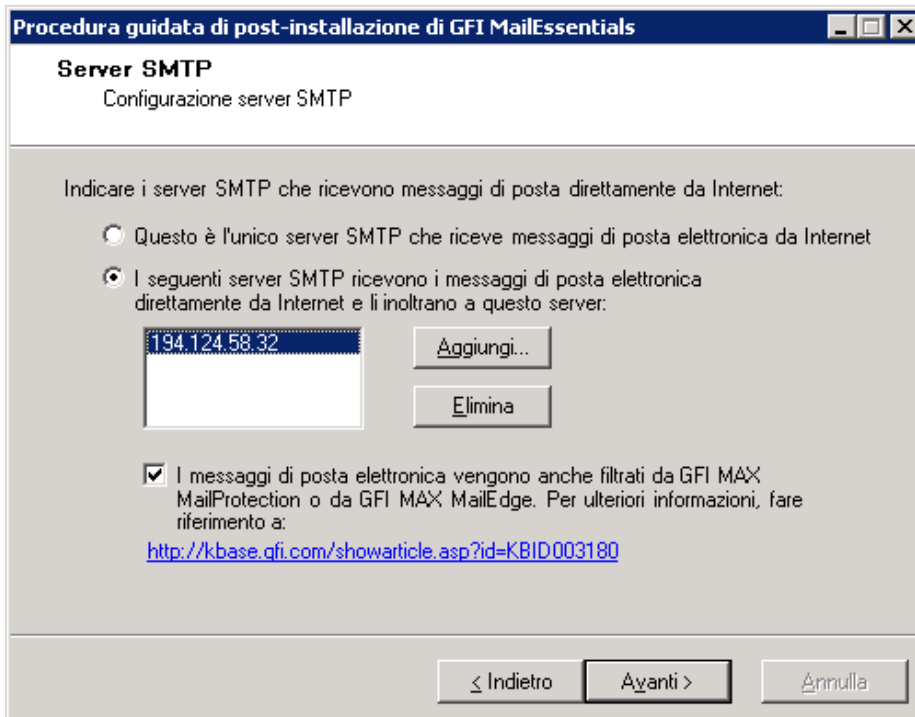 Procedura guidata di post-installazione di GFI MailEssentials
Server SMTP
Configurazione server SMTP
Indicare i server SMTP che ricevono messaggi di posta direttamente da Internet:
Questo è l'unico server SMTP che riceve messaggi di posta elettronica da Internet
I seguenti server SMTP ricevono i messaggi di posta elettronica
direttamente da Internet e li inoltrano a questo server:
194.124.58.32
Aggiungi...
Elimina
I messaggi di posta elettronica vengono anche filtrati da GFI MAX
MailProtection o da GFI MAX MailEdge. Per ulteriori informazioni, fare
riferimento a:
http://kbase.gfi.com/showarticle.asp?id=KBID003180
< Indietro
Avanti >
Annulla